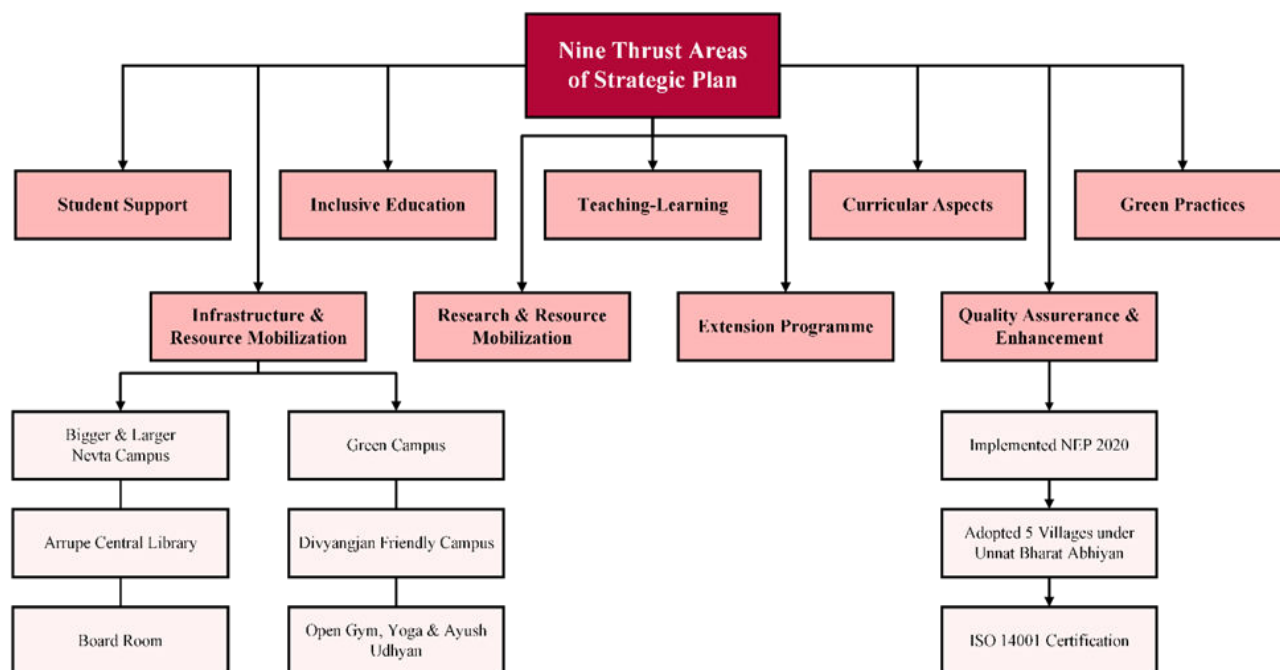 Nine Thrust Areas
of Strategic Plan
Student Support
Inclusive Education
Teaching-Learning
Curricular Aspects
Green Practices
Infrastructure &
Resource Mobilization
Research & Resource
Mobilization
Extension Programme
Quality Assurerance &
Enhancement
Bigger & Larger
Nevta Campus
Green Campus
Implemented NEP 2020
Arrupe Central Library
Divyangjan Friendly Campus
Adopted 5 Villages under
Unnat Bharat Abhiyan
Board Room
Open Gym, Yoga & Ayush
Udhyan
ISO 14001 Certification